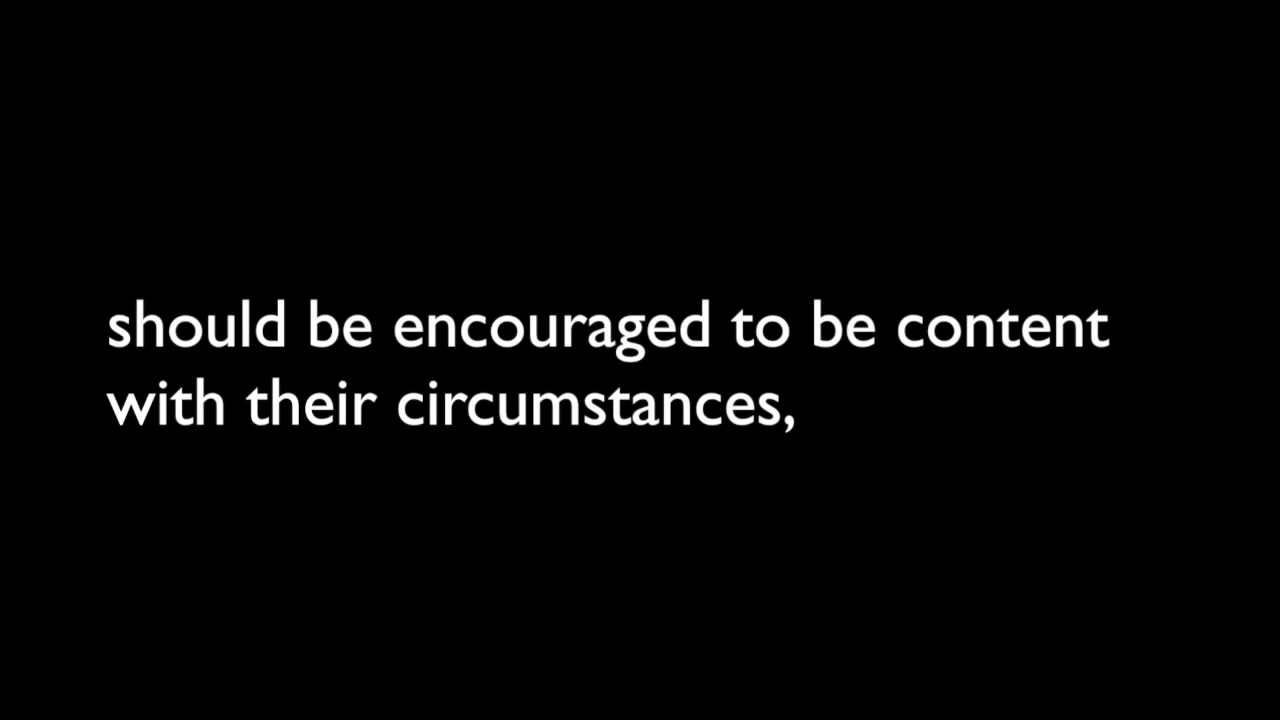 should be encouraged to be content
with their circumstances,